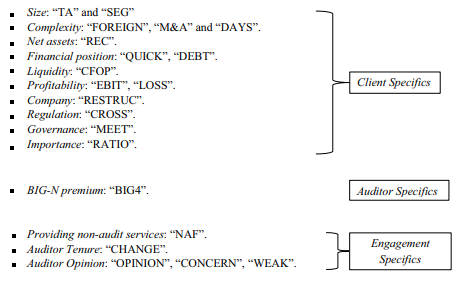 ▪ Size: “TA” and “SEG”
▪ Complexity: “FOREIGN”, “M&A” and “DAYS”.
▪ Net assets: “REC”.
▪ Financial position: “QUICK”, “DEBT”.
▪ Liquidity: “CFOP”.
▪ Profitability: “EBIT”, “LOSS”.
▪ Company: “RESTRUC”.
▪ Regulation: “CROSS”.
▪ Governance: “MEET”.
▪ Importance: “RATIO”.
Client Specifics
▪ BIG-N premium: “BIG4”.
Auditor Specifics
▪ Providing non-audit services: “NAF”.
▪ Auditor Tenure: “CHANGE”.
▪ Auditor Opinion: “OPINION”, “CONCERN”, “WEAK”.
Engagement
Specifics